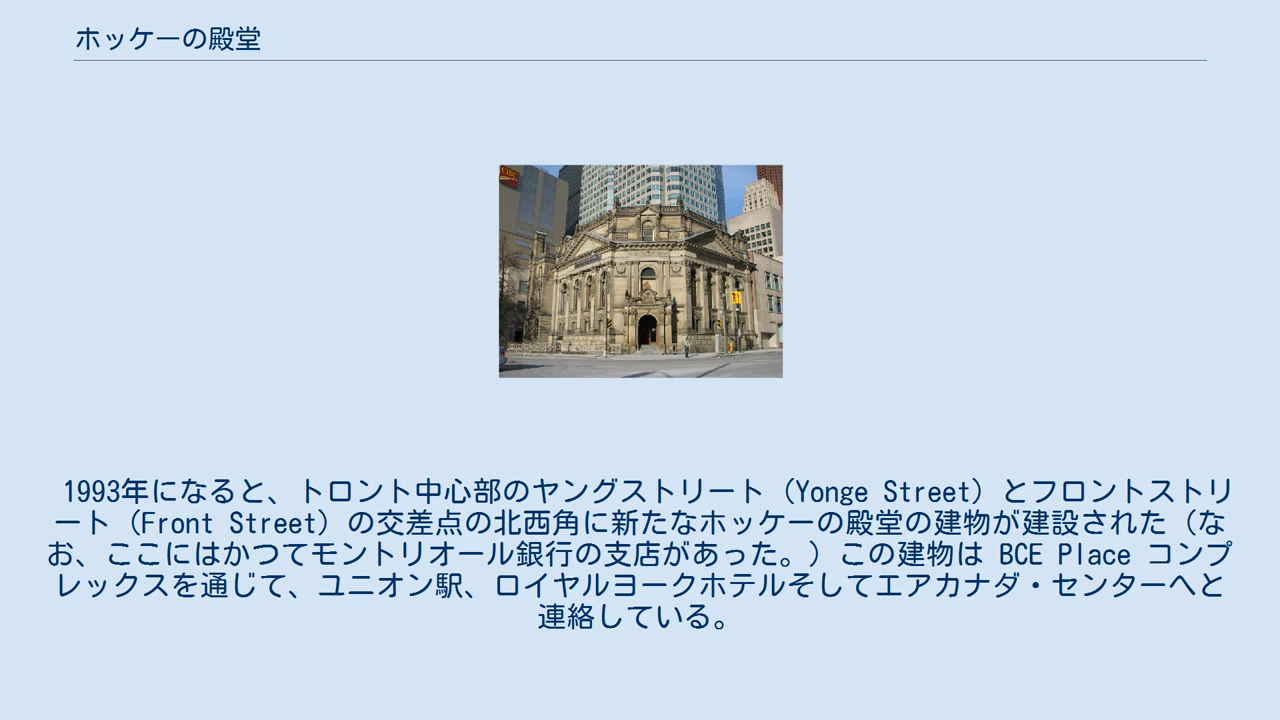 ホッケーの殿堂
CIBC
1993年になると、トロント中心部のヤングストリート（Yonge Street）とフロントストリ
ート（Front Street）の交差点の北西角に新たなホッケーの殿堂の建物が建設された（な
お、ここにはかつてモントリオール銀行の支店があった。）この建物は BCE Place コンプ
レックスを通じて、ユニオン駅、ロイヤルヨークホテルそしてエアカナダ・センターへと
連絡している。